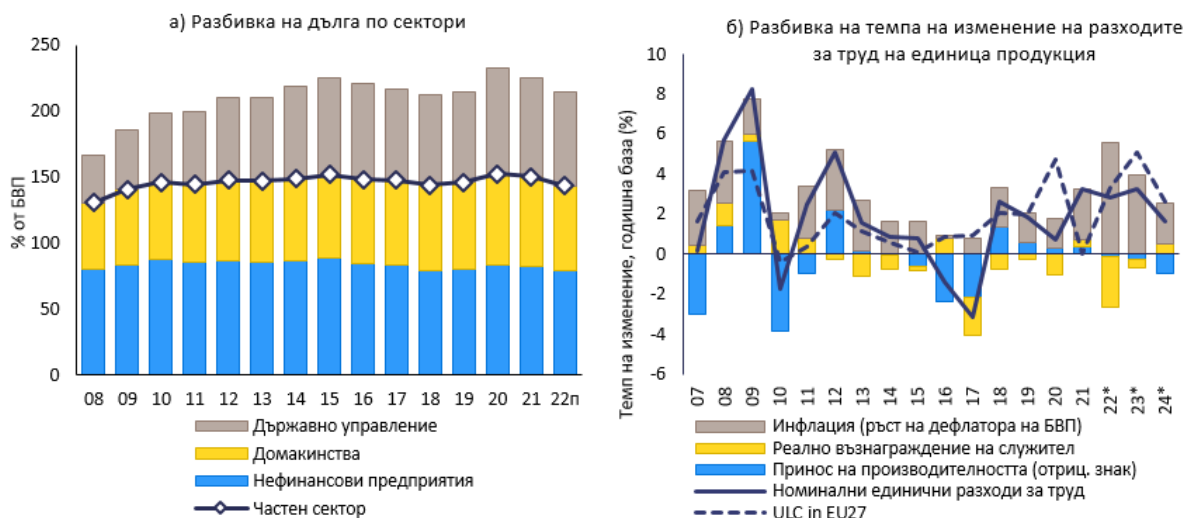 а) Разбивка на дълга по сектори
% от БВП
250
200
150
100
50
0
08 09 10 11 12 13 14 15 16 17 18 19 20 21 22п
Държавно управление
Домакинства
Нефинансови предприятия
Частен сектор
б) Разбивка на темпа на изменение на разходите
за труд на единица продукция
Темп на изменение, годишна база (%)
10
8
6
4
2
0
-2
-4
-6
07 08 09 10 11 12 13 14 15 16 17 18 19 20 21 22* 23* 24*
Инфлация (ръст на дефлатора на БВП)
Реално възнаграждение на служител
Принос на производителността (отриц. знак)
Номинални единични разходи за труд
ULC in EU27